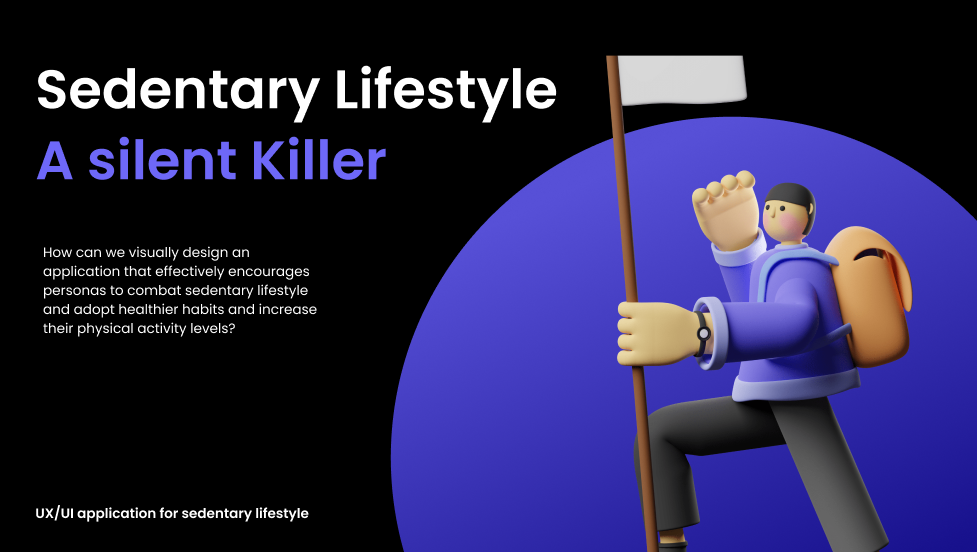 Sedentary Lifestyle
A silent Killer
How can we visually design an
application that effectively encourages
personas to combat sedentary lifestyle
and adopt healthier habits and increase
their physical activity levels?
UX/UI application for sedentary lifestyle